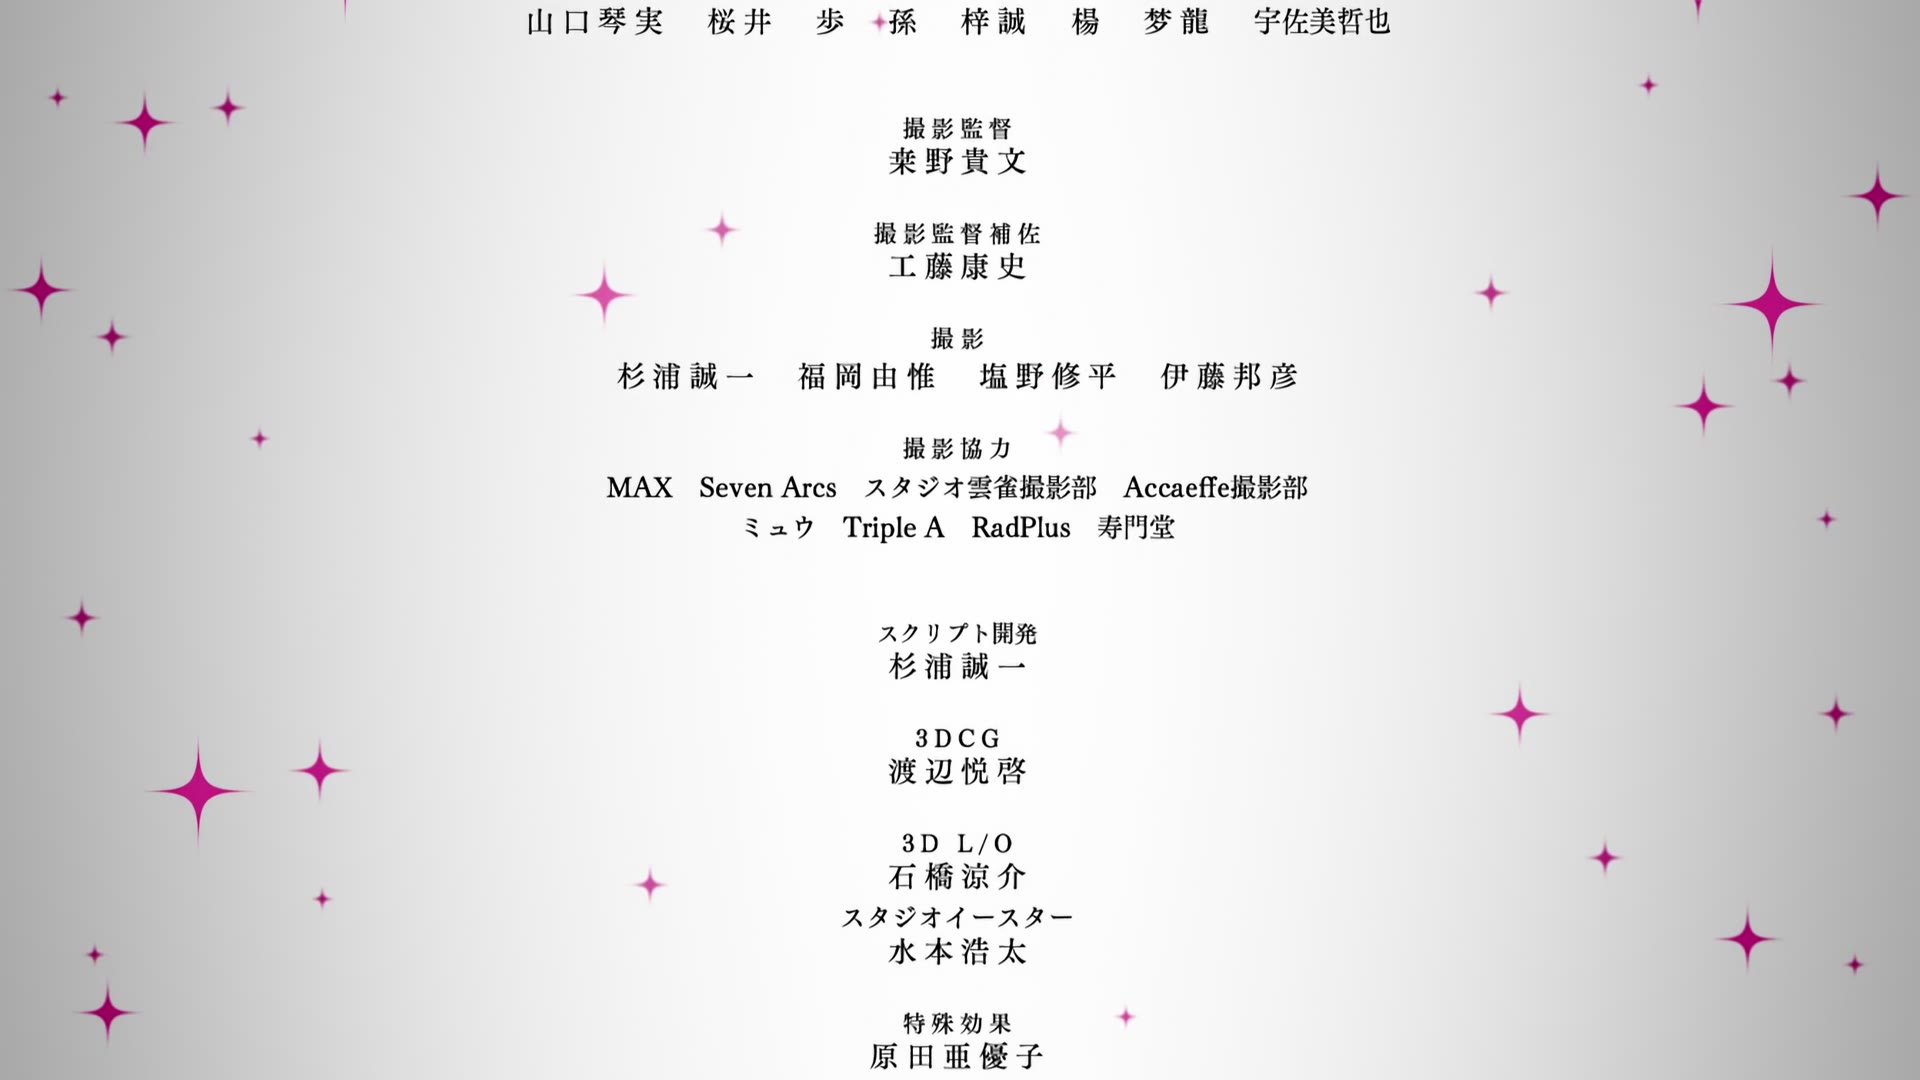 山口琴実　桜井　歩　孫　梓誠　楊　梦龍　宇佐美哲也
撮影監督
桒野貴文
撮影監督補佐
工藤康史
撮影
杉浦誠一　福岡由惟　塩野修平　伊藤邦彦
撮影協力
MAX　Seven Arcs　スタジオ雲雀撮影部　Accaeffe撮影部
ミュウ　Triple A　RadPlus　寿門堂
スクリプト開発
杉浦誠一
3DCG
渡辺悦啓
3D L/O
石橋涼介
スタジオイースター
水本浩太
特殊効果
原田亜優子